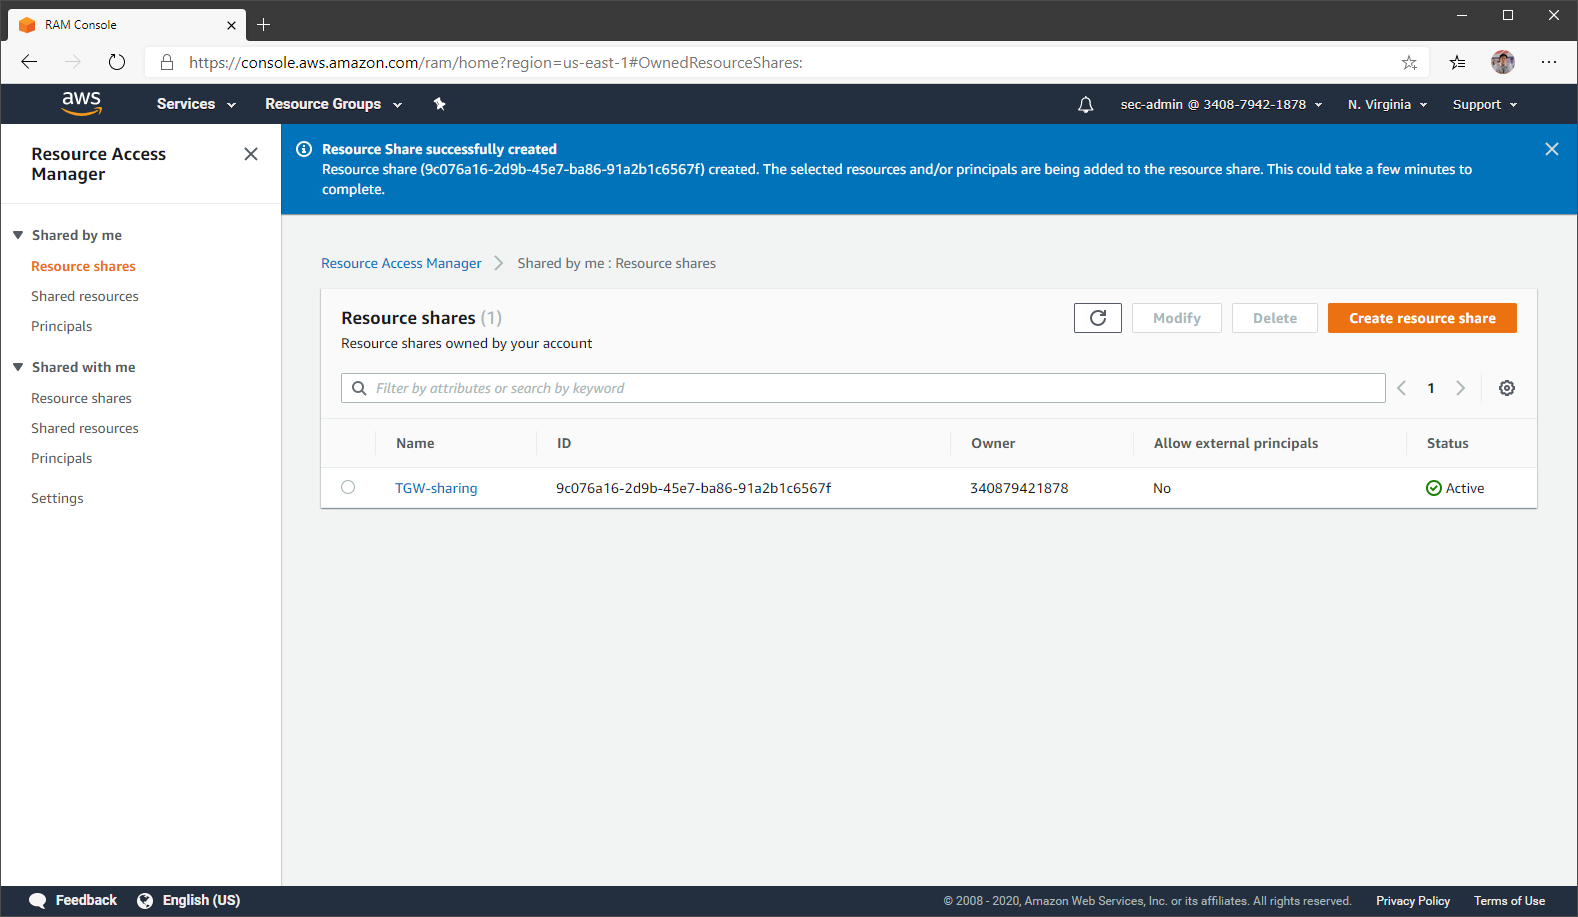 RAM Console
https://console.aws.amazon.com/ram/home?region=us-east-1#OwnedResourceShares:
aws Services Resource Groups sec-admin @ 3408-7942-1878 N. Virginia Support
Resource Access
Manager
Shared by me
Resource shares
Shared resources
Principals
Shared with me
Resource shares
Shared resources
Principals
Settings
Resource Share successfully created
Resource share (9c076a16-2d9b-45e7-ba86-91a2b1c6567f) created. The selected resources and/or principals are being added to the resource share. This could take a few minutes to
complete.
Resource Access Manager Shared by me : Resource shares
Resource shares (1) Modify Delete Create resource share
Resource shares owned by your account
Filter by attributes or search by keyword 1
Name ID Owner Allow external principals Status
TGW-sharing 9c076a16-2d9b-45e7-ba86-91a2b1c6567f 340879421878 No Active
Feedback English (US) © 2008 - 2020, Amazon Web Services, Inc. or its affiliates. All rights reserved. Privacy Policy Terms of Use